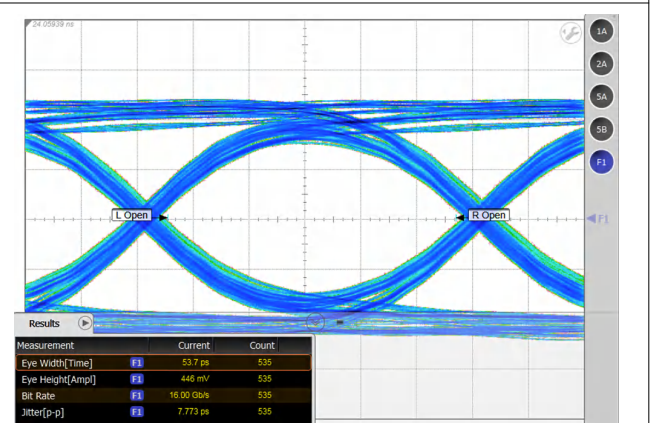 24.05939 ns
1A
2A
5A
5B
F1
L Open
R Open
F1
Results
Measurement Current Count
Eye Width[Time] F1 53.7 ps 535
Eye Height[Ampl] F1 446 mV 535
Bit Rate F1 16.00 Gb/s 535
Jitter[p-p] F1 7.773 ps 535